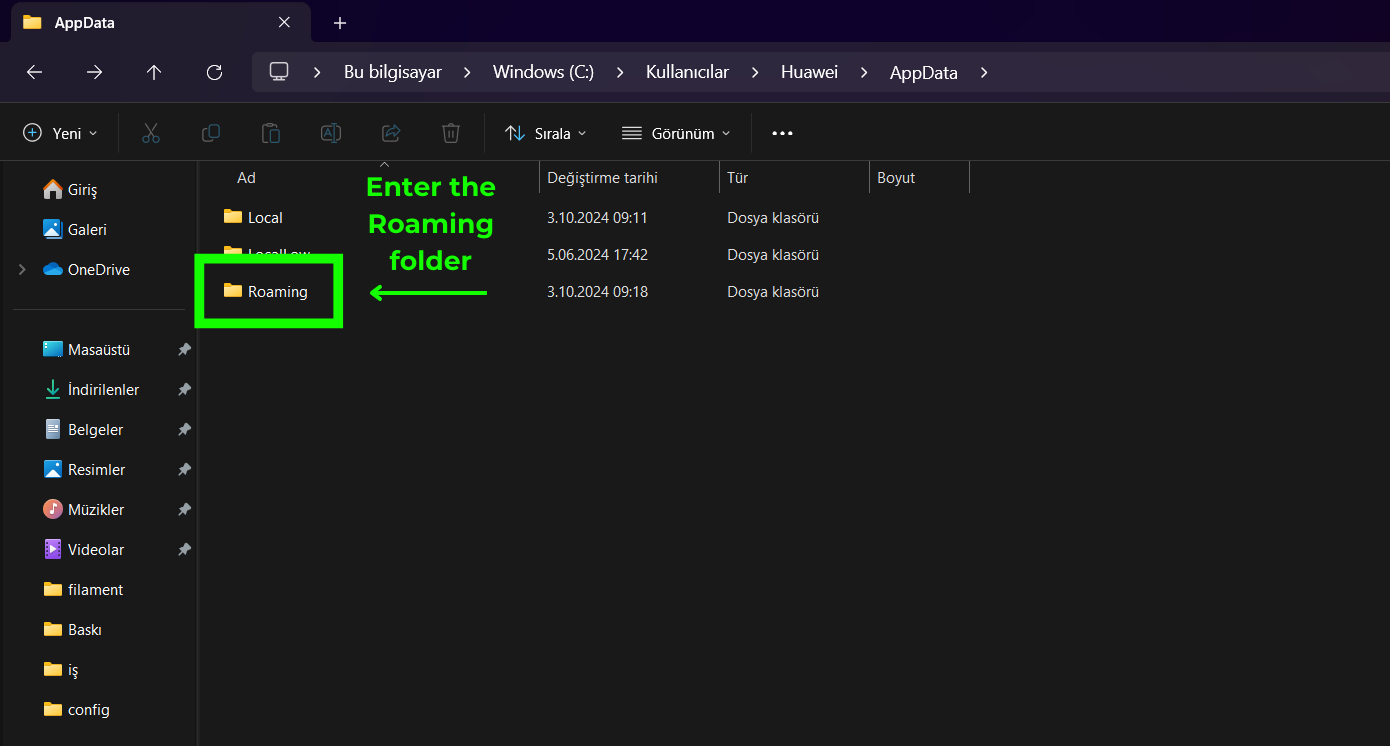 AppData
Bu bilgisayar > Windows (C:) > Kullanıcılar > Huawei > AppData >
Yeni
Sırala
Görünüm
Ad
Değiştirme tarihi
Tür
Boyut
Local
3.10.2024 09:11
Dosya klasörü
LocalLow
5.06.2024 17:42
Dosya klasörü
Roaming
3.10.2024 09:18
Dosya klasörü
Enter the
Roaming
folder
Giriş
Galeri
OneDrive
Masaüstü
İndirilenler
Belgeler
Resimler
Müzikler
Videolar
filament
Baskı
iş
config